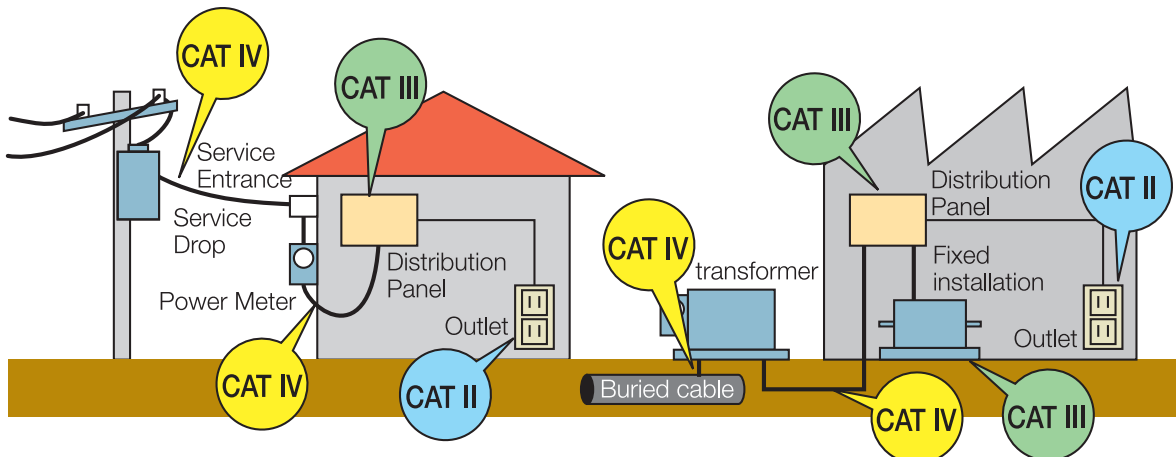 CAT IV
CAT III
Service
Entrance
Service
Drop
Power Meter
Distribution
Panel
Outlet
CAT IV
CAT II
CAT IV
transformer
Buried cable
CAT III
Distribution
Panel
CAT II
Fixed
installation
Outlet
CAT IV
CAT III